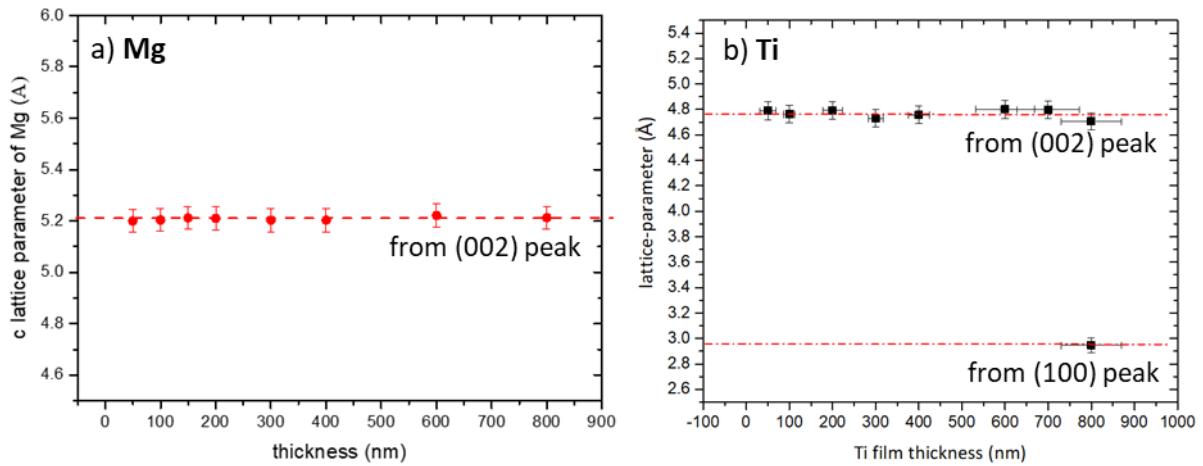 a) Mg
c lattice parameter of Mg (A)
6.0
5.8
5.6
5.4
5.2
5.0
4.8
4.6
from (002) peak
0 100 200 300 400 500 600 700 800 900
thickness (nm)
b) Ti
lattice-parameter (Å)
5.4
5.2
5.0
4.8
4.6
4.4
4.2
4.0
3.8
3.6
3.4
3.2
3.0
2.8
2.6
from (002) peak
from (100) peak
-100 0 100 200 300 400 500 600 700 800 900 1000
Ti film thickness (nm)